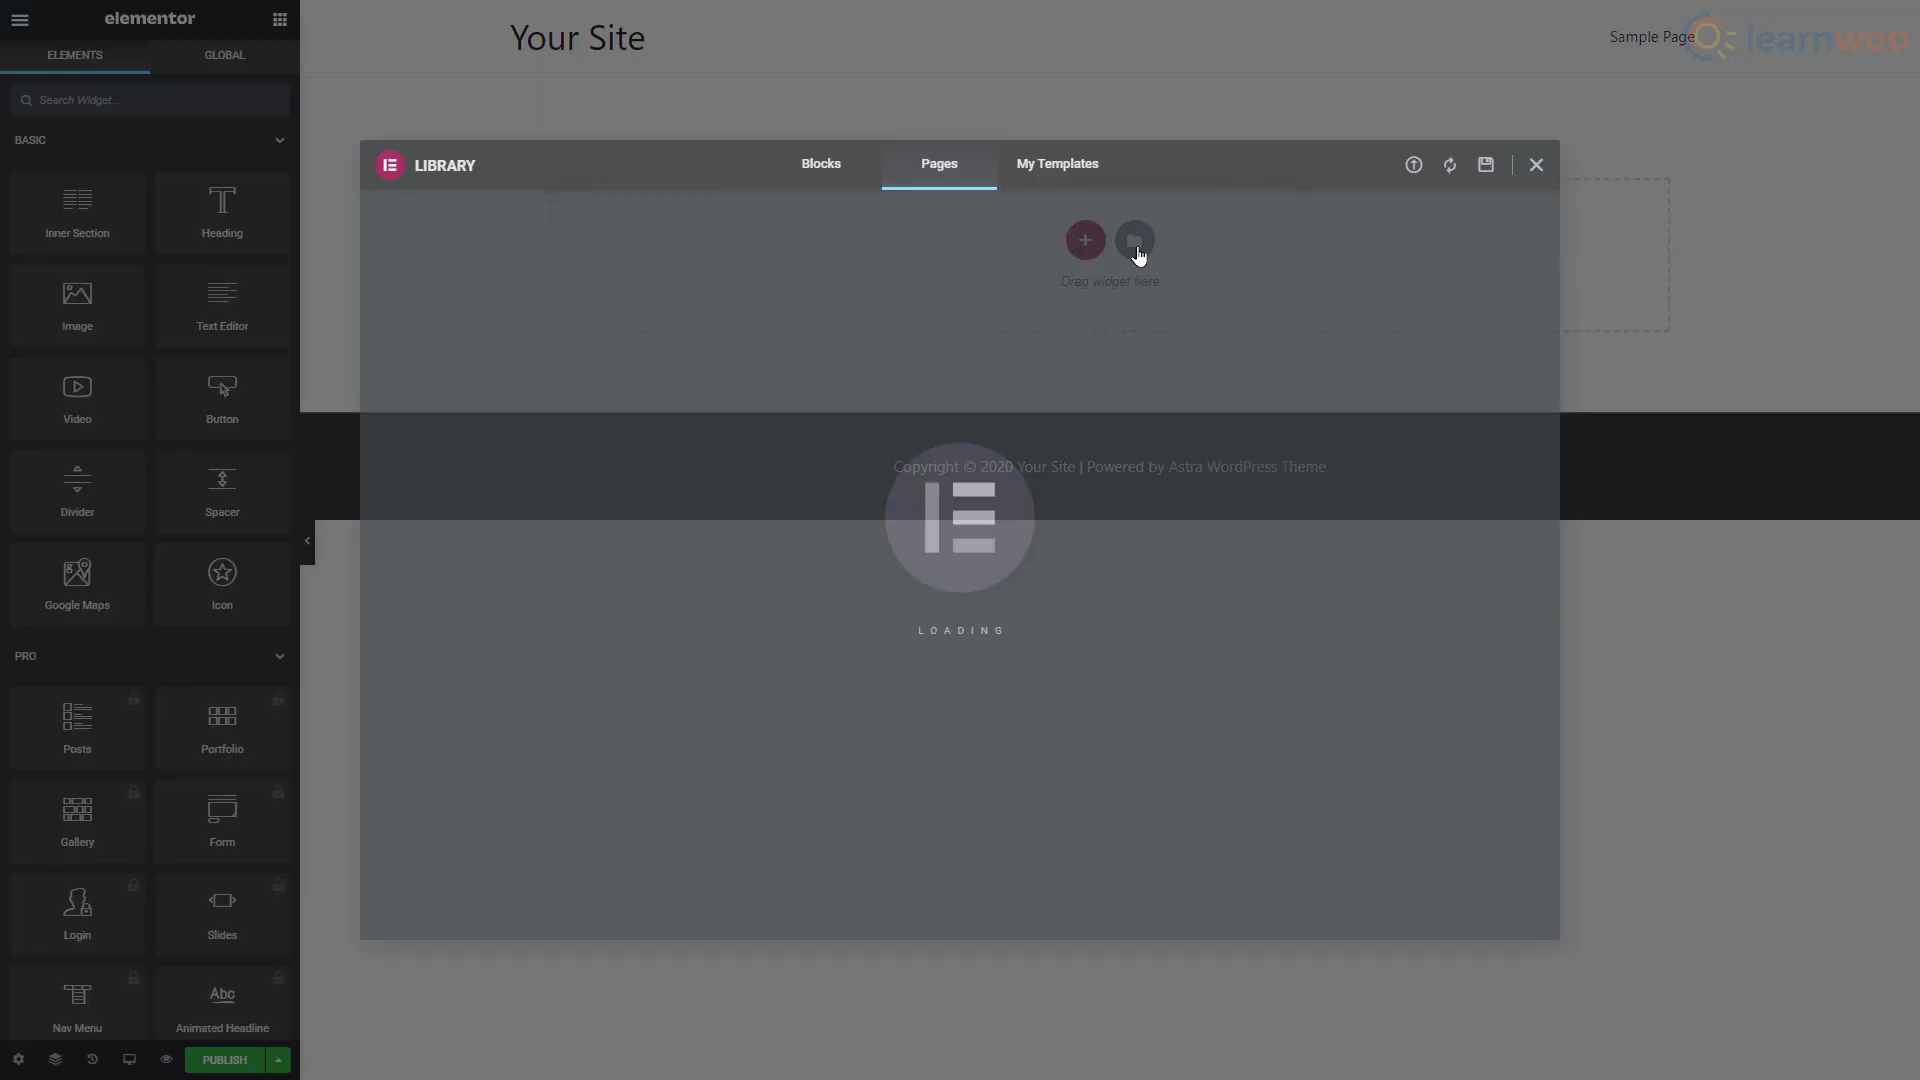 elementor
ELEMENTS
GLOBAL
Search Widget...
BASIC
Inner Section
Heading
Image
Text Editor
Video
Button
Divider
Spacer
Google Maps
Icon
PRO
Posts
Portfolio
Gallery
Form
Login
Slides
Abc
Nav Menu
Animated Headline
PUBLISH
Your Site
Sample Page
learnwoo
LIBRARY
Blocks
Pages
My Templates
Drag widget here
Copyright © 2020 Your Site | Powered by Astra WordPress Theme
LOADING